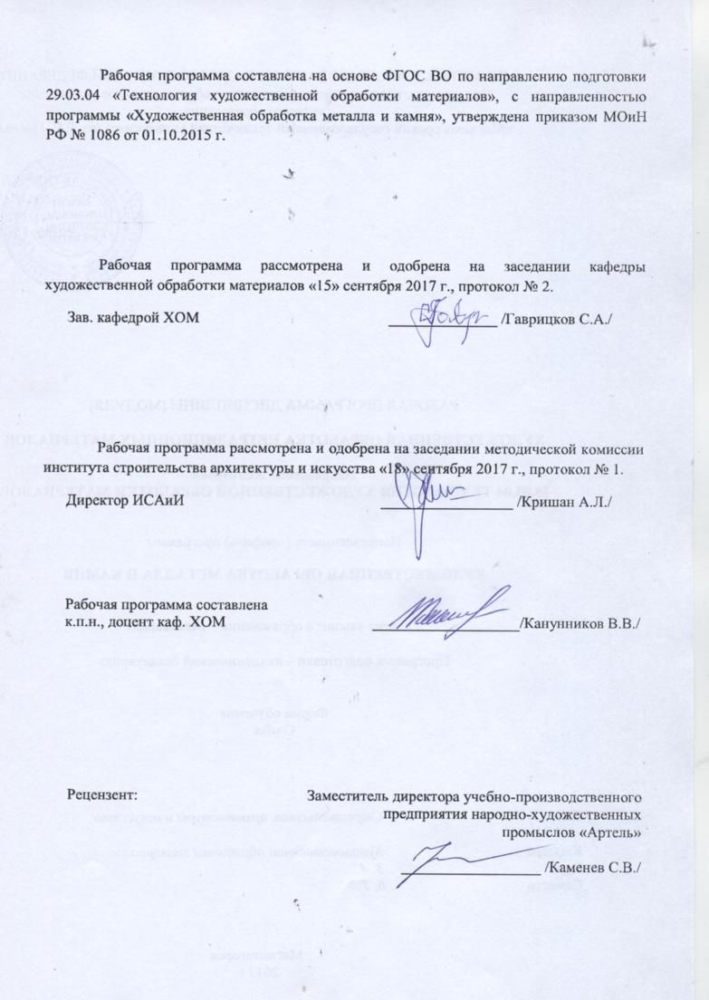 Рабочая программа составлена на основе ФГОС ВО по направлению подготовки
29.03.04 «Технология художественной обработки материалов», с направленностью
программы «Художественная обработка металла и камня», утверждена приказом МОиН
РФ № 1086 от 01.10.2015 г.
Рабочая программа рассмотрена и одобрена на заседании кафедры
художественной обработки материалов «15» сентября 2017 г., протокол № 2.
Зав. кафедрой ХОМ /Гаврицков С.А./
Рабочая программа рассмотрена и одобрена на заседании методической комиссии
института строительства архитектуры и искусства «18» сентября 2017 г., протокол № 1.
Директор ИСАиИ /Кришан А.Л./
Рабочая программа составлена
к.п.н., доцент каф. ХОМ /Канунников В.В./
Рецензент: Заместитель директора учебно-производственного
предприятия народно-художественных
промыслов «Артель»
/Каменев С.В./